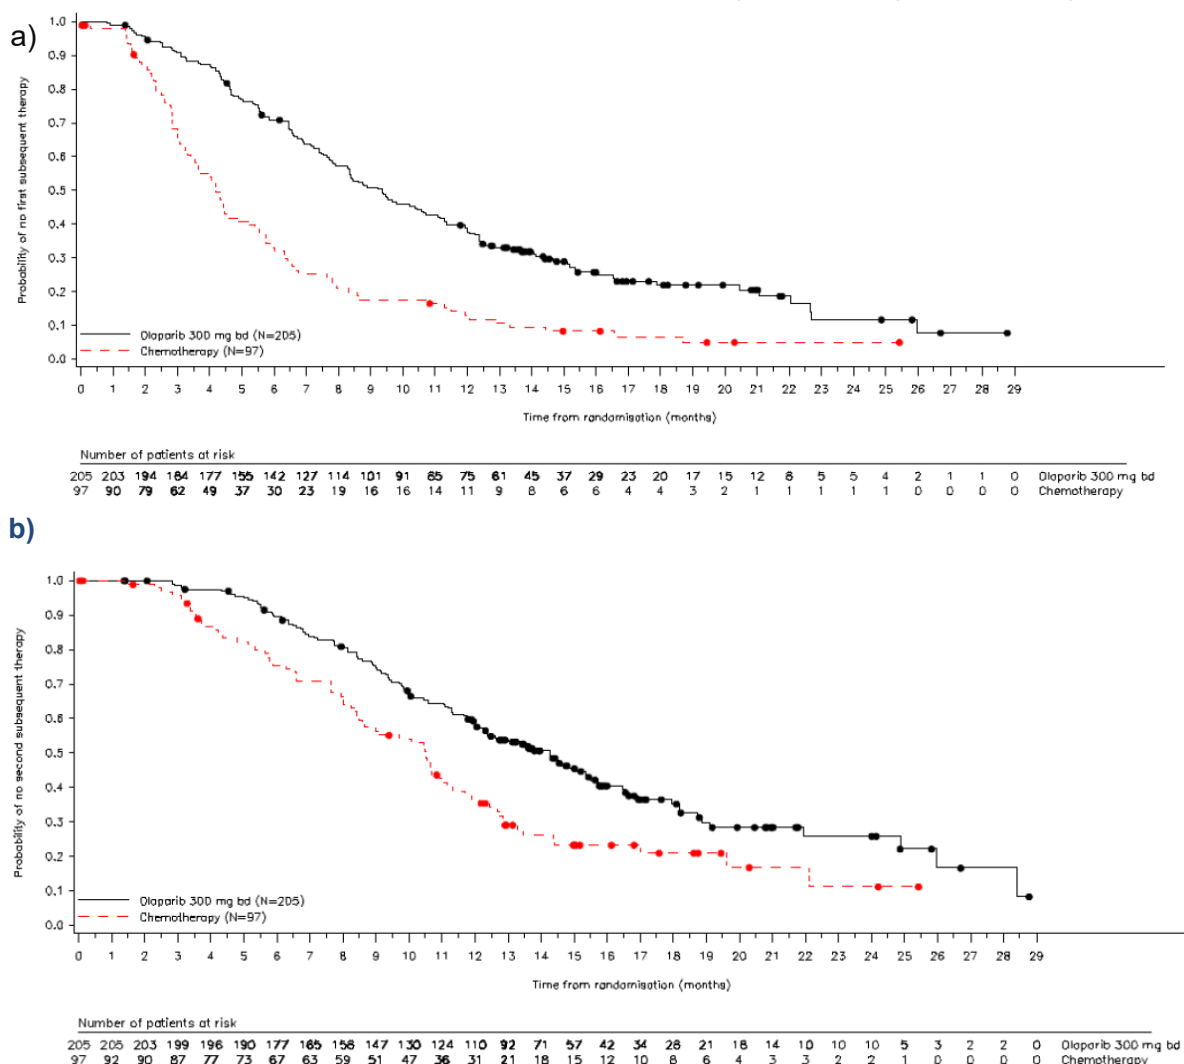 a)
Probability of no first subsequent therapy
1.0
0.9
0.8
0.7
0.6
0.5
0.4
0.3
0.2
0.1
0.0
Olaparib 300 mg bd (N=205)
Chemotherapy (N=97)
0 1 2 3 4 5 6 7 8 9 10 11 12 13 14 15 16 17 18 19 20 21 22 23 24 25 26 27 28 29
Time from randomisation (months)
Number of patients at risk
205 203 194 184 177 155 142 127 114 101 91 85 75 61 45 37 29 23 20 17 15 12 8 5 5 4 2 1 1 0 Olaparib 300 mg bd
97 90 79 62 49 37 30 23 19 16 16 14 11 9 8 6 6 4 4 3 2 1 1 1 1 1 0 0 0 0 Chemotherapy
b)
Probability of no second subsequent therapy
1.0
0.9
0.8
0.7
0.6
0.5
0.4
0.3
0.2
0.1
0.0
Olaparib 300 mg bd (N=205)
Chemotherapy (N=97)
0 1 2 3 4 5 6 7 8 9 10 11 12 13 14 15 16 17 18 19 20 21 22 23 24 25 26 27 28 29
Time from randomisation (months)
Number of patients at risk
205 205 203 199 196 190 177 165 158 147 130 124 110 92 71 57 42 34 28 21 18 14 10 10 10 5 3 2 2 0 Olaparib 300 mg bd
97 92 90 87 77 73 67 63 59 51 47 36 31 21 18 15 12 10 8 6 4 3 3 2 2 1 0 0 0 0 Chemotherapy